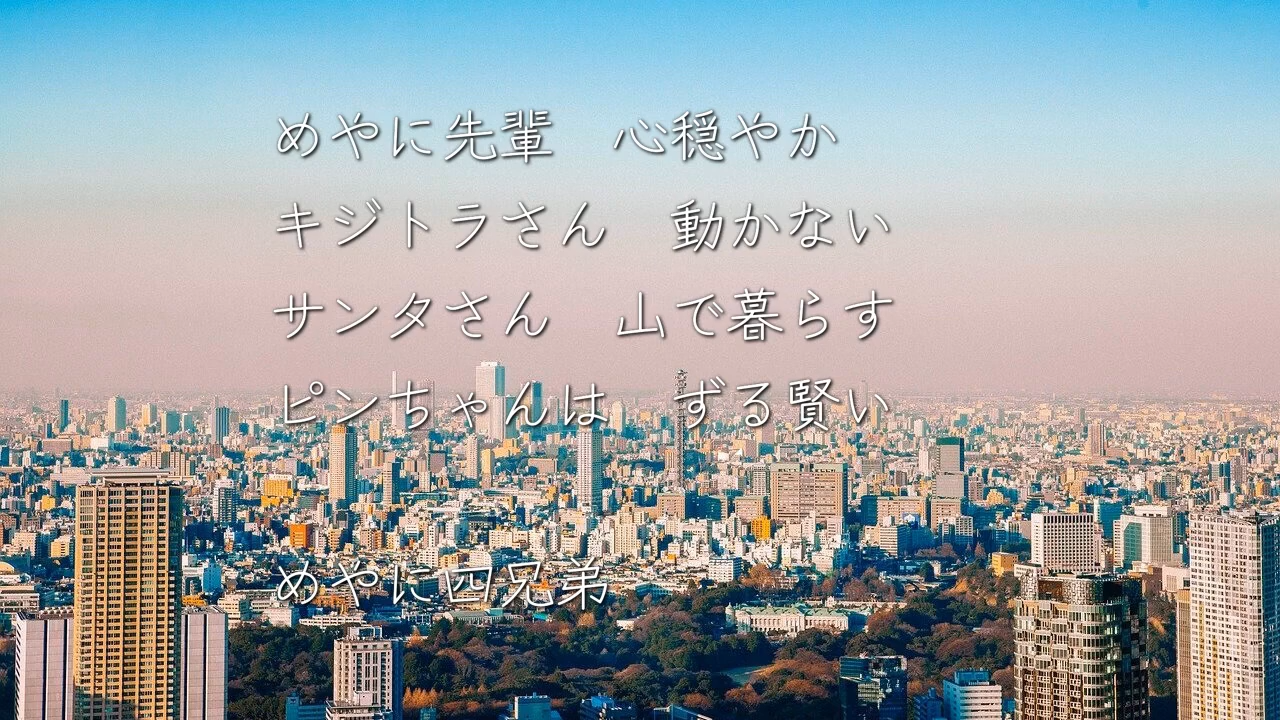 めやに先輩　心穏やか
キジトラさん　動かない
サンタさん　山で暮らす
ピンちゃんは　ずる賢い
めやに四兄弟